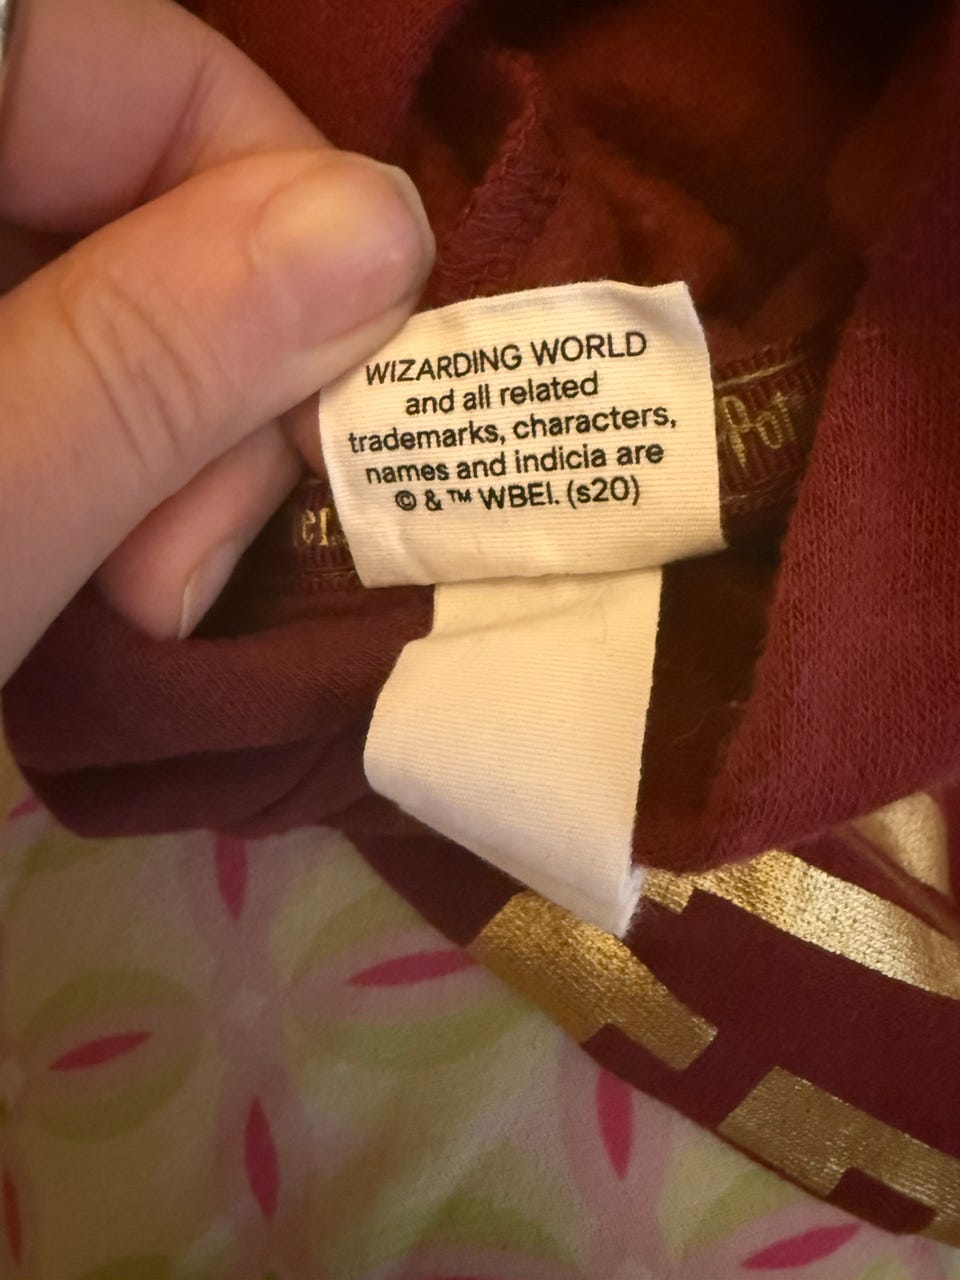 WIZARDING WORLD
and all related
trademarks, characters,
names and indicia are
© & ™ WBEI. (s20)